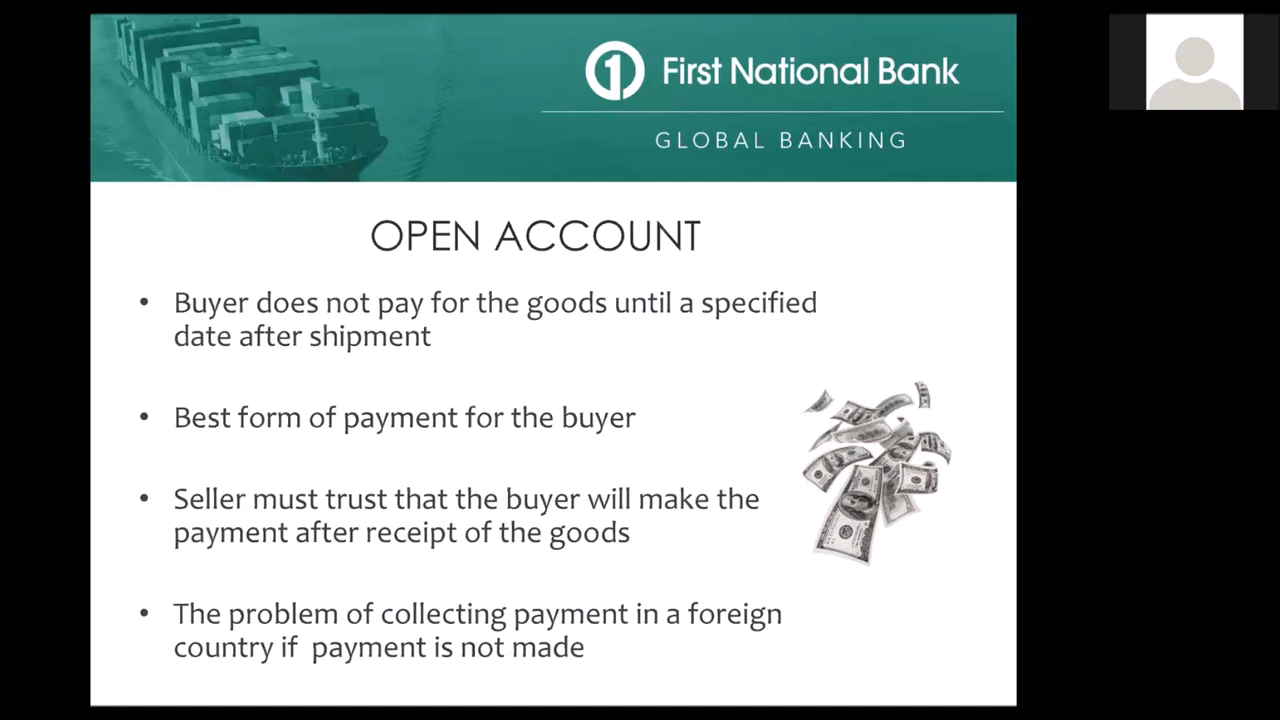 First National Bank
GLOBAL BANKING
OPEN ACCOUNT
• Buyer does not pay for the goods until a specified
date after shipment
• Best form of payment for the buyer
• Seller must trust that the buyer will make the
payment after receipt of the goods
• The problem of collecting payment in a foreign
country if  payment is not made